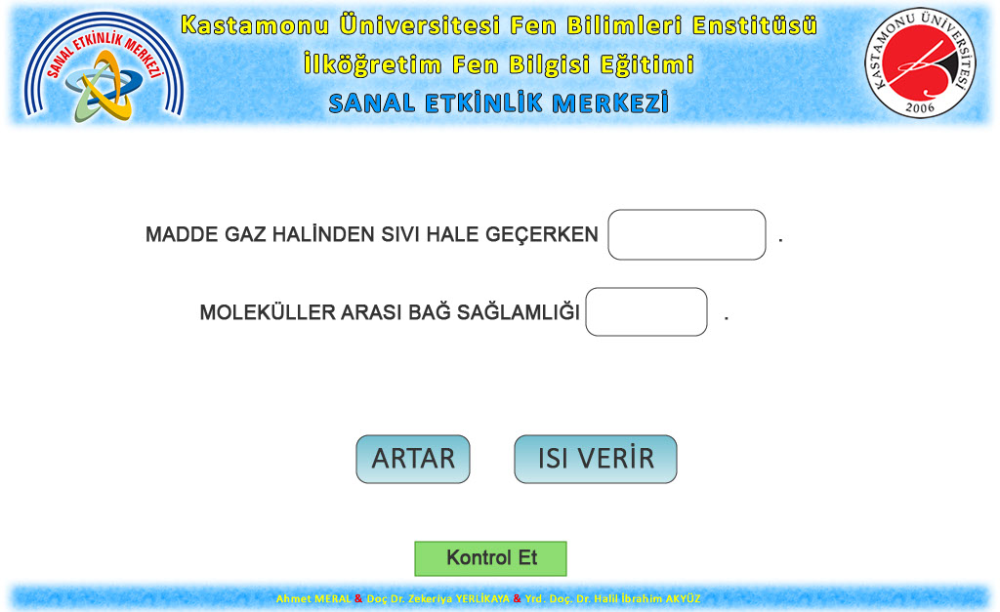 Kastamonu Üniversitesi Fen Bilimleri Enstitüsü
İlköğretim Fen Bilgisi Eğitimi
SANAL ETKİNLİK MERKEZİ
SANAL ETKİNLİK MERKEZİ
KASTAMONU ÜNİVERSİTESİ
2006
MADDE GAZ HALİNDEN SIVI HALE GEÇERKEN .
MOLEKÜLLER ARASI BAĞ SAĞLAMLIĞI .
ARTAR ISI VERİR
Kontrol Et
Ahmet MERAL & Doç Dr. Zekeriya YERLİKAYA & Yrd. Doç. Dr. Halil İbrahim AKYÜZ